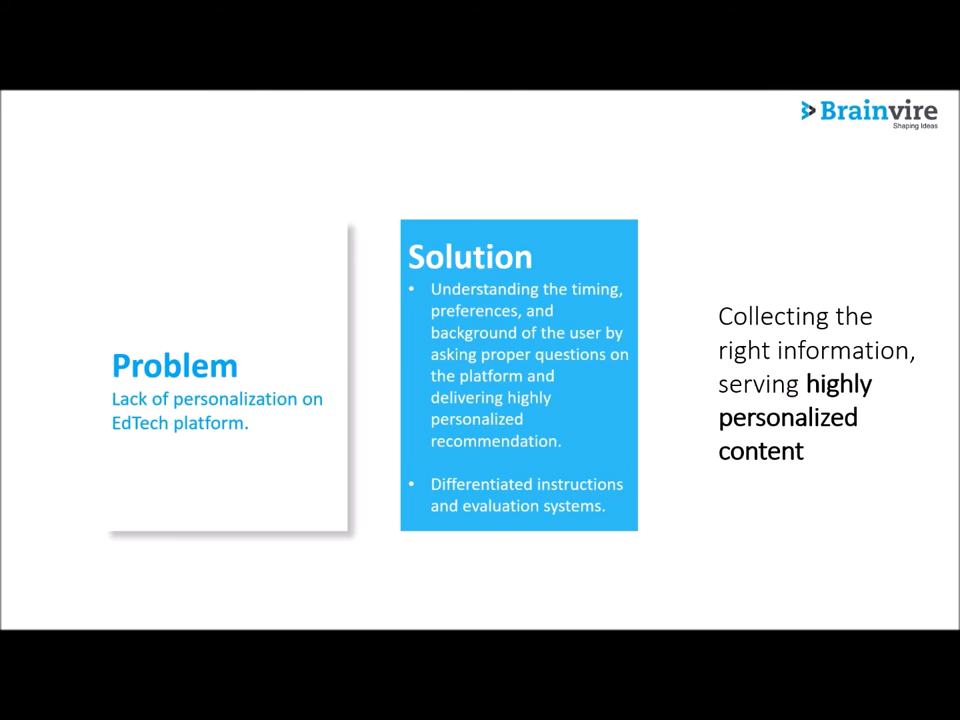 Brainvire
Shaping Ideas
Problem
Lack of personalization on
EdTech platform.
Solution
• Understanding the timing,
preferences, and
background of the user by
asking proper questions on
the platform and
delivering highly
personalized
recommendation.
• Differentiated instructions
and evaluation systems.
Collecting the
right information,
serving highly
personalized
content